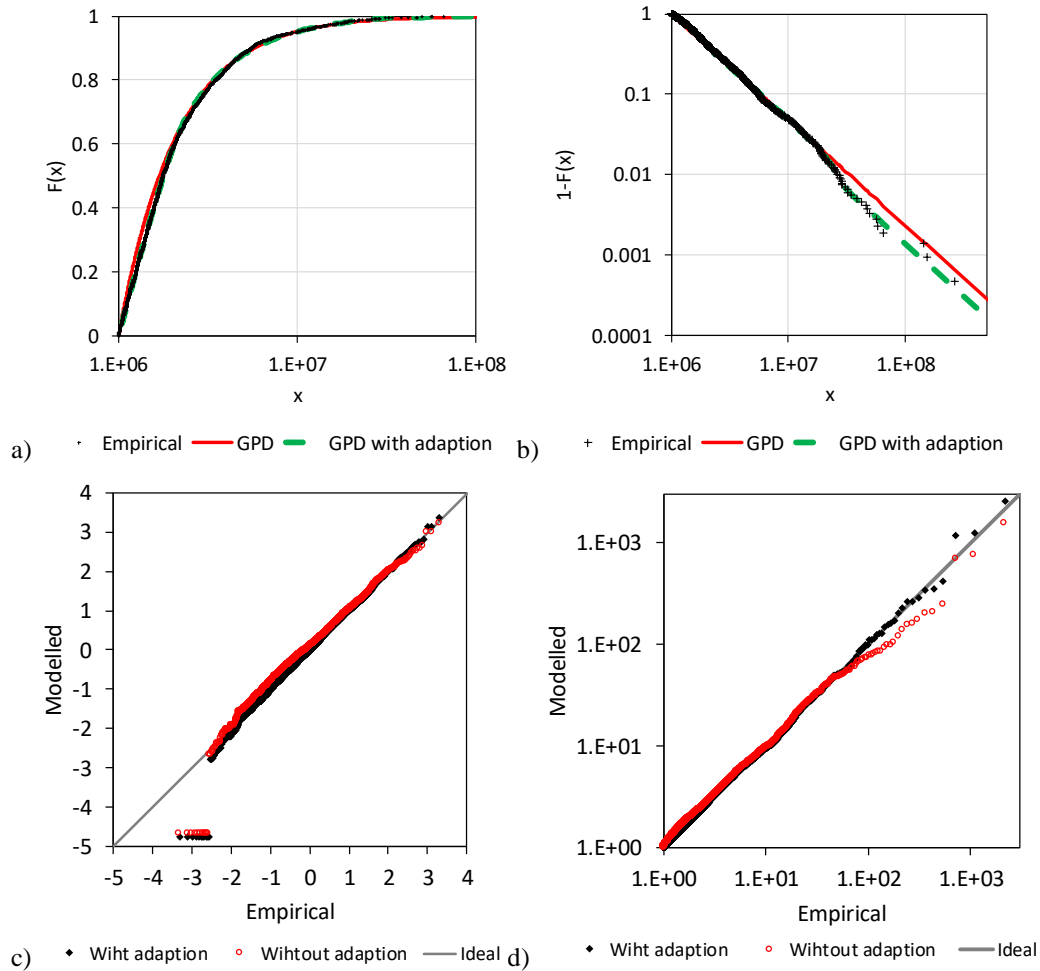 1
0.8
0.6
0.4
0.2
0
F(x)
1.E+06 1.E+07 1.E+08
x
a) Empirical GPD GPD with adaption
1
0.1
0.01
0.001
0.0001
1-F(x)
1.E+06 1.E+07 1.E+08
x
b) Empirical GPD GPD with adaption
4
3
2
1
0
-1
-2
-3
-4
-5
Modelled
-5 -4 -3 -2 -1 0 1 2 3 4
Empirical
c) Wiht adaption Wihtout adaption Ideal
1.E+03
1.E+02
1.E+01
1.E+00
Modelled
1.E+00 1.E+01 1.E+02 1.E+03
Empirical
d) Wiht adaption Wihtout adaption Ideal